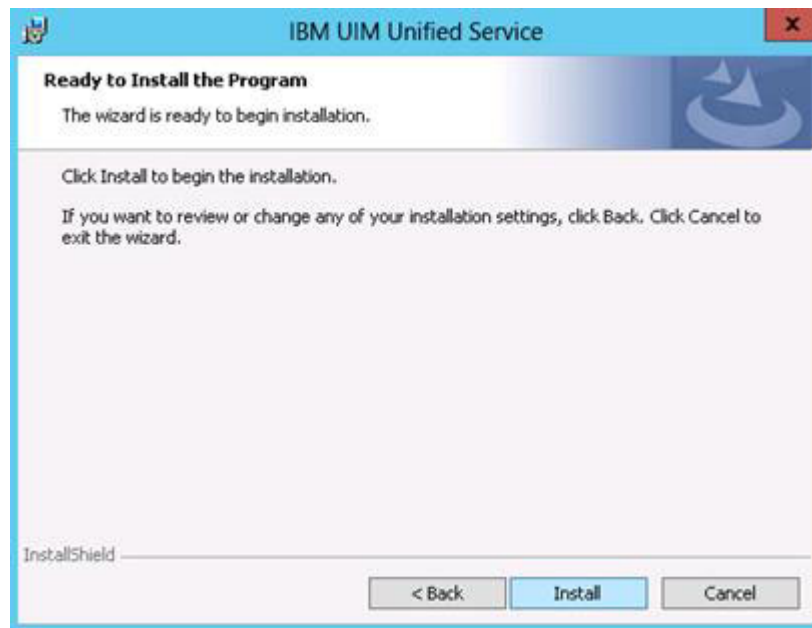 IBM UIM Unified Service
x
Ready to Install the Program
The wizard is ready to begin installation.
Click Install to begin the installation.
If you want to review or change any of your installation settings, click Back. Click Cancel to
exit the wizard.
InstallShield
< Back
Install
Cancel